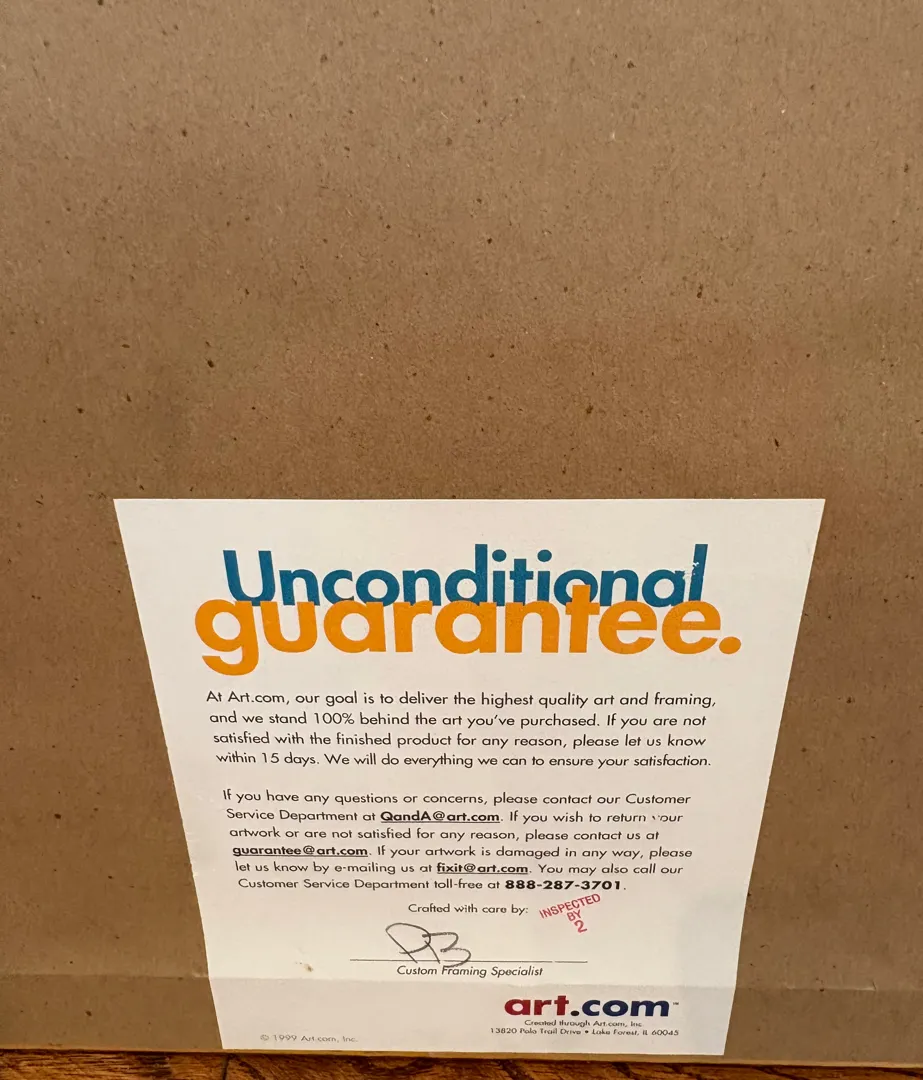 Unconditional
guarantee.
At Art.com, our goal is to deliver the highest quality art and framing,
and we stand 100% behind the art you've purchased. If you are not
satisfied with the finished product for any reason, please let us know
within 15 days. We will do everything we can to ensure your satisfaction.
If you have any questions or concerns, please contact our Customer
Service Department at QandA@art.com. If you wish to return your
artwork or are not satisfied for any reason, please contact us at
guarantee@art.com. If your artwork is damaged in any way, please
let us know by e-mailing us at fixit@art.com. You may also call our
Customer Service Department toll-free at 888-287-3701.
Crafted with care by:
INSPECTED
BY
2
Custom Framing Specialist
art.com™
Created through Art.com, Inc.
13820 Polo Trail Drive • Lake Forest, IL 60045
© 1999 Art.com, Inc.